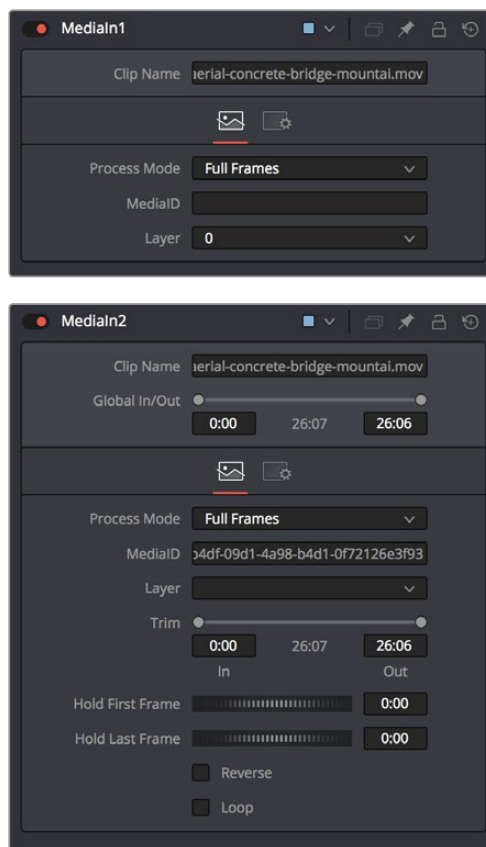 MediaIn1
Clip Name aerial-concrete-bridge-mountai.mov
Process Mode Full Frames
MediaID
Layer 0
MediaIn2
Clip Name aerial-concrete-bridge-mountai.mov
Global In/Out
0:00 26:07 26:06
Process Mode Full Frames
MediaID b4df-09d1-4a98-b4d1-0f72126e3f93
Layer
Trim
0:00 26:07 26:06
In Out
Hold First Frame 0:00
Hold Last Frame 0:00
Reverse
Loop